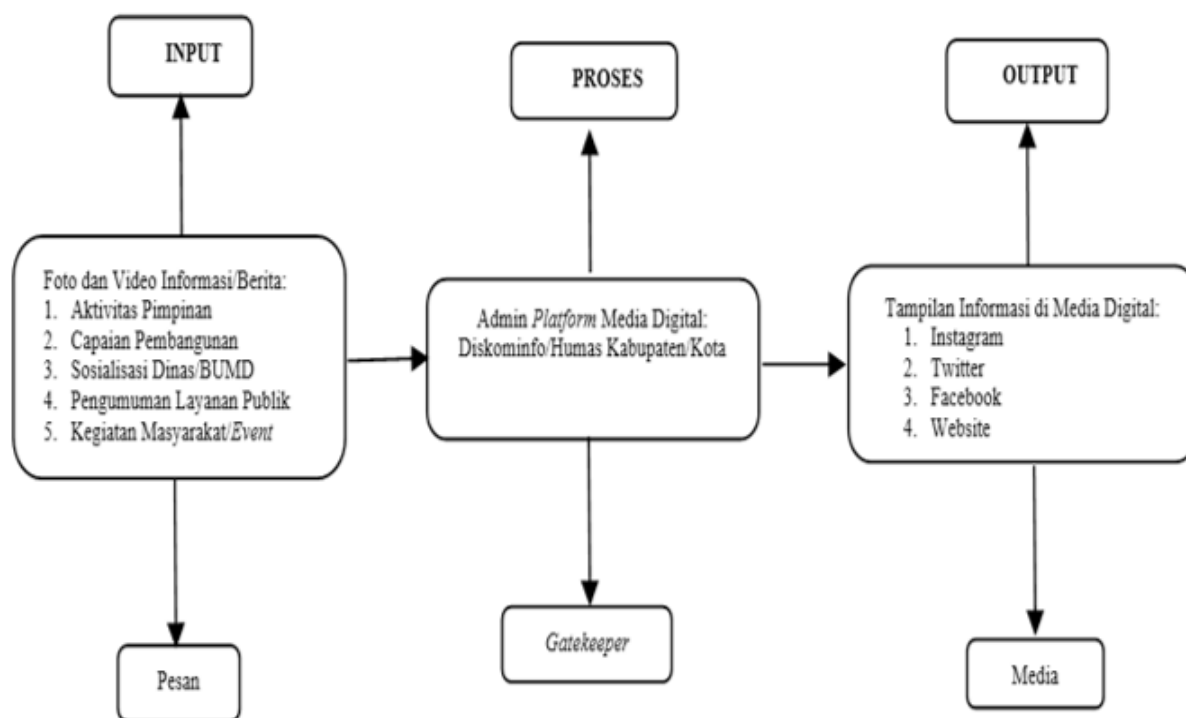 INPUT
PROSES
OUTPUT
Foto dan Video Informasi/Berita:
1. Aktivitas Pimpinan
2. Capaian Pembangunan
3. Sosialisasi Dinas/BUMD
4. Pengumuman Layanan Publik
5. Kegiatan Masyarakat/Event
Admin Platform Media Digital:
Diskominfo/Humas Kabupaten/Kota
Tampilan Informasi di Media Digital:
1. Instagram
2. Twitter
3. Facebook
4. Website
Pesan
Gatekeeper
Media